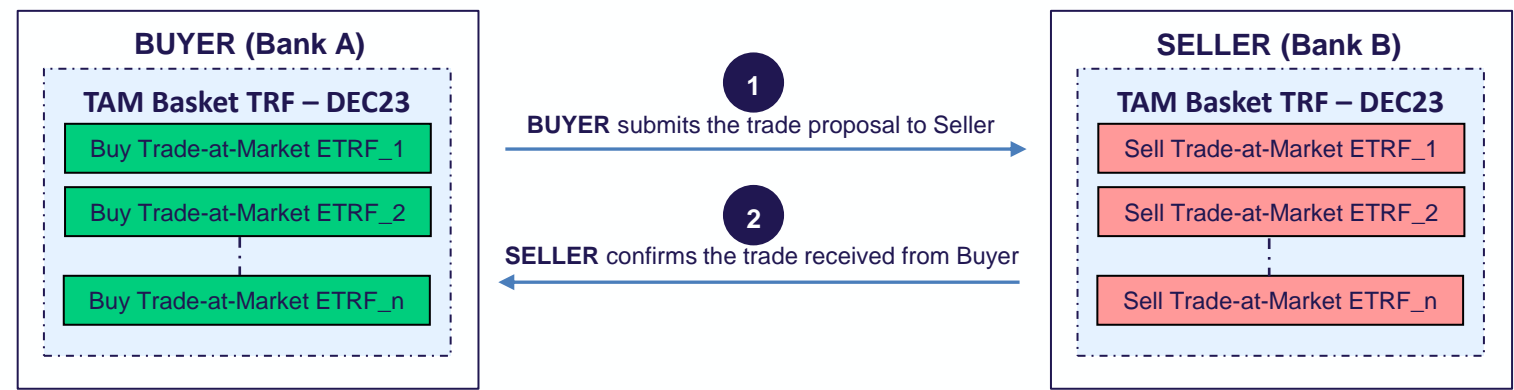 BUYER (Bank A)
TAM Basket TRF – DEC23
Buy Trade-at-Market ETRF_1
Buy Trade-at-Market ETRF_2
Buy Trade-at-Market ETRF_n
1
BUYER submits the trade proposal to Seller
2
SELLER confirms the trade received from Buyer
SELLER (Bank B)
TAM Basket TRF – DEC23
Sell Trade-at-Market ETRF_1
Sell Trade-at-Market ETRF_2
Sell Trade-at-Market ETRF_n